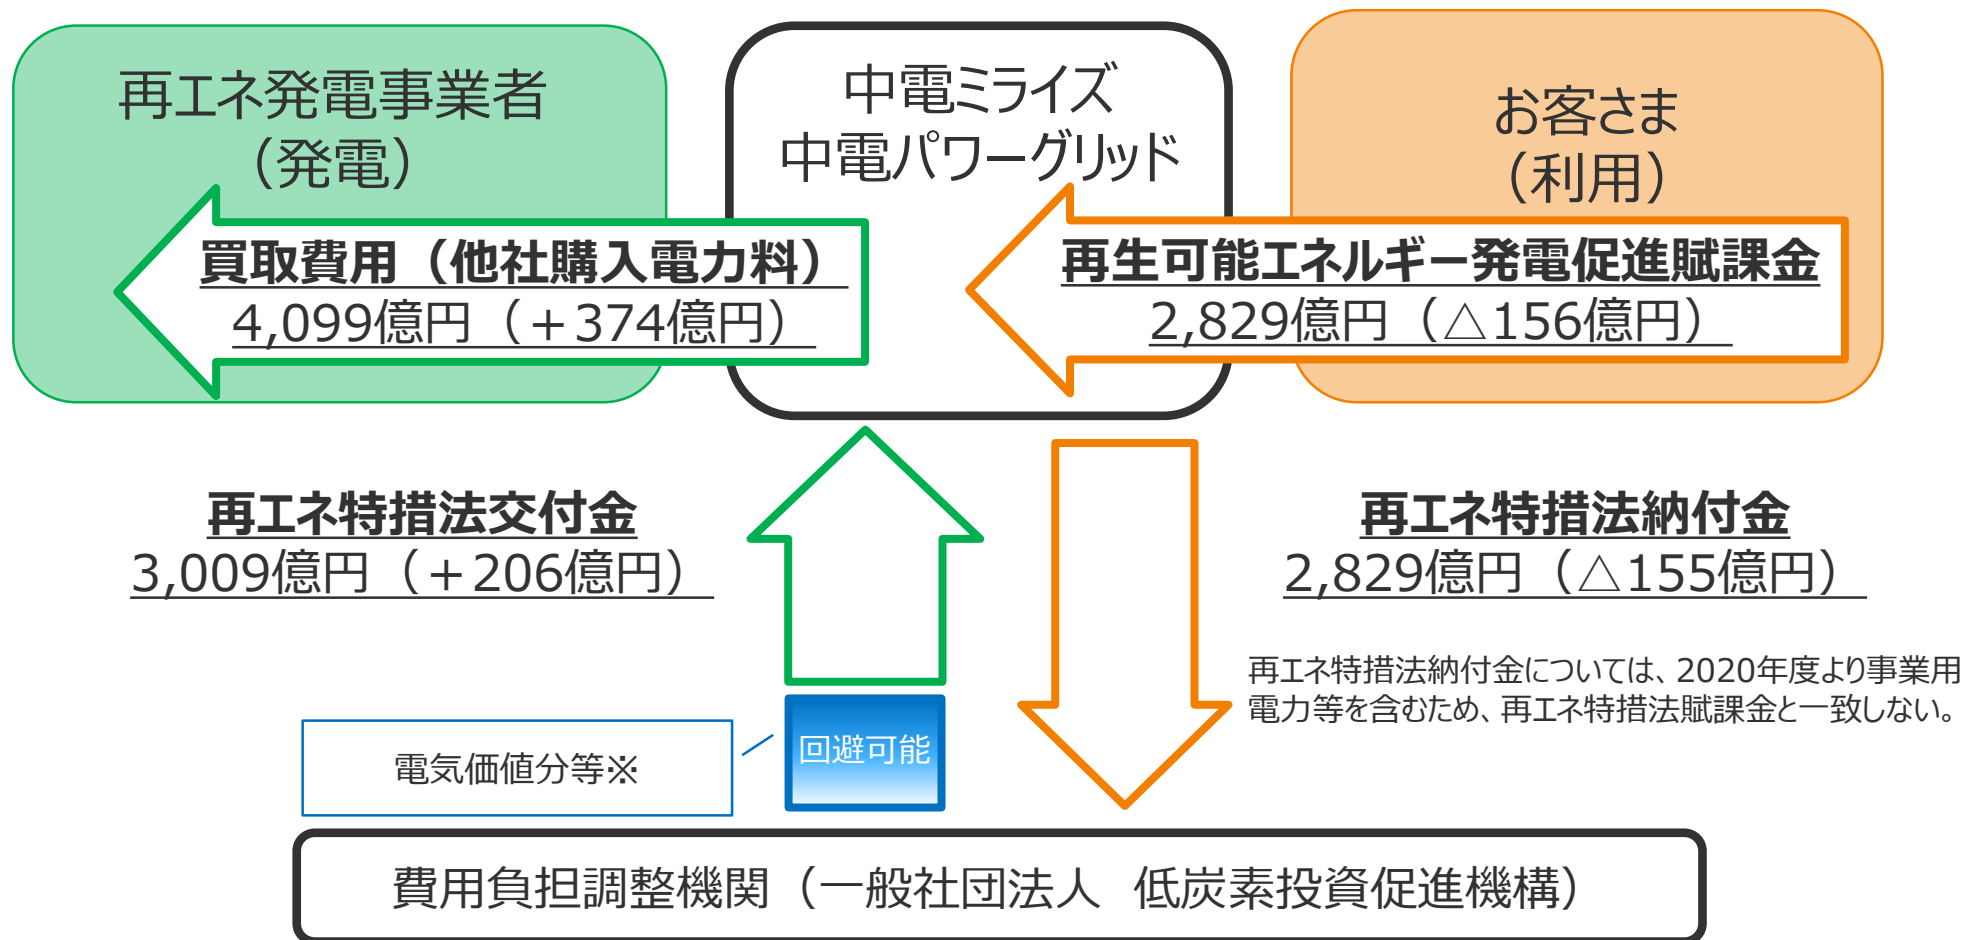 再エネ発電事業者
（発電）
中電ミライズ
中電パワーグリッド
お客さま
（利用）
買取費用（他社購入電力料）
4,099億円（＋374億円）
再生可能エネルギー発電促進賦課金
2,829億円（△156億円）
再エネ特措法交付金
3,009億円（＋206億円）
再エネ特措法納付金
2,829億円（△155億円）
再エネ特措法納付金については、2020年度より事業用
電力等を含むため、再エネ特措法賦課金と一致しない。
電気価値分等※
回避可能
費用負担調整機関（一般社団法人　低炭素投資促進機構）